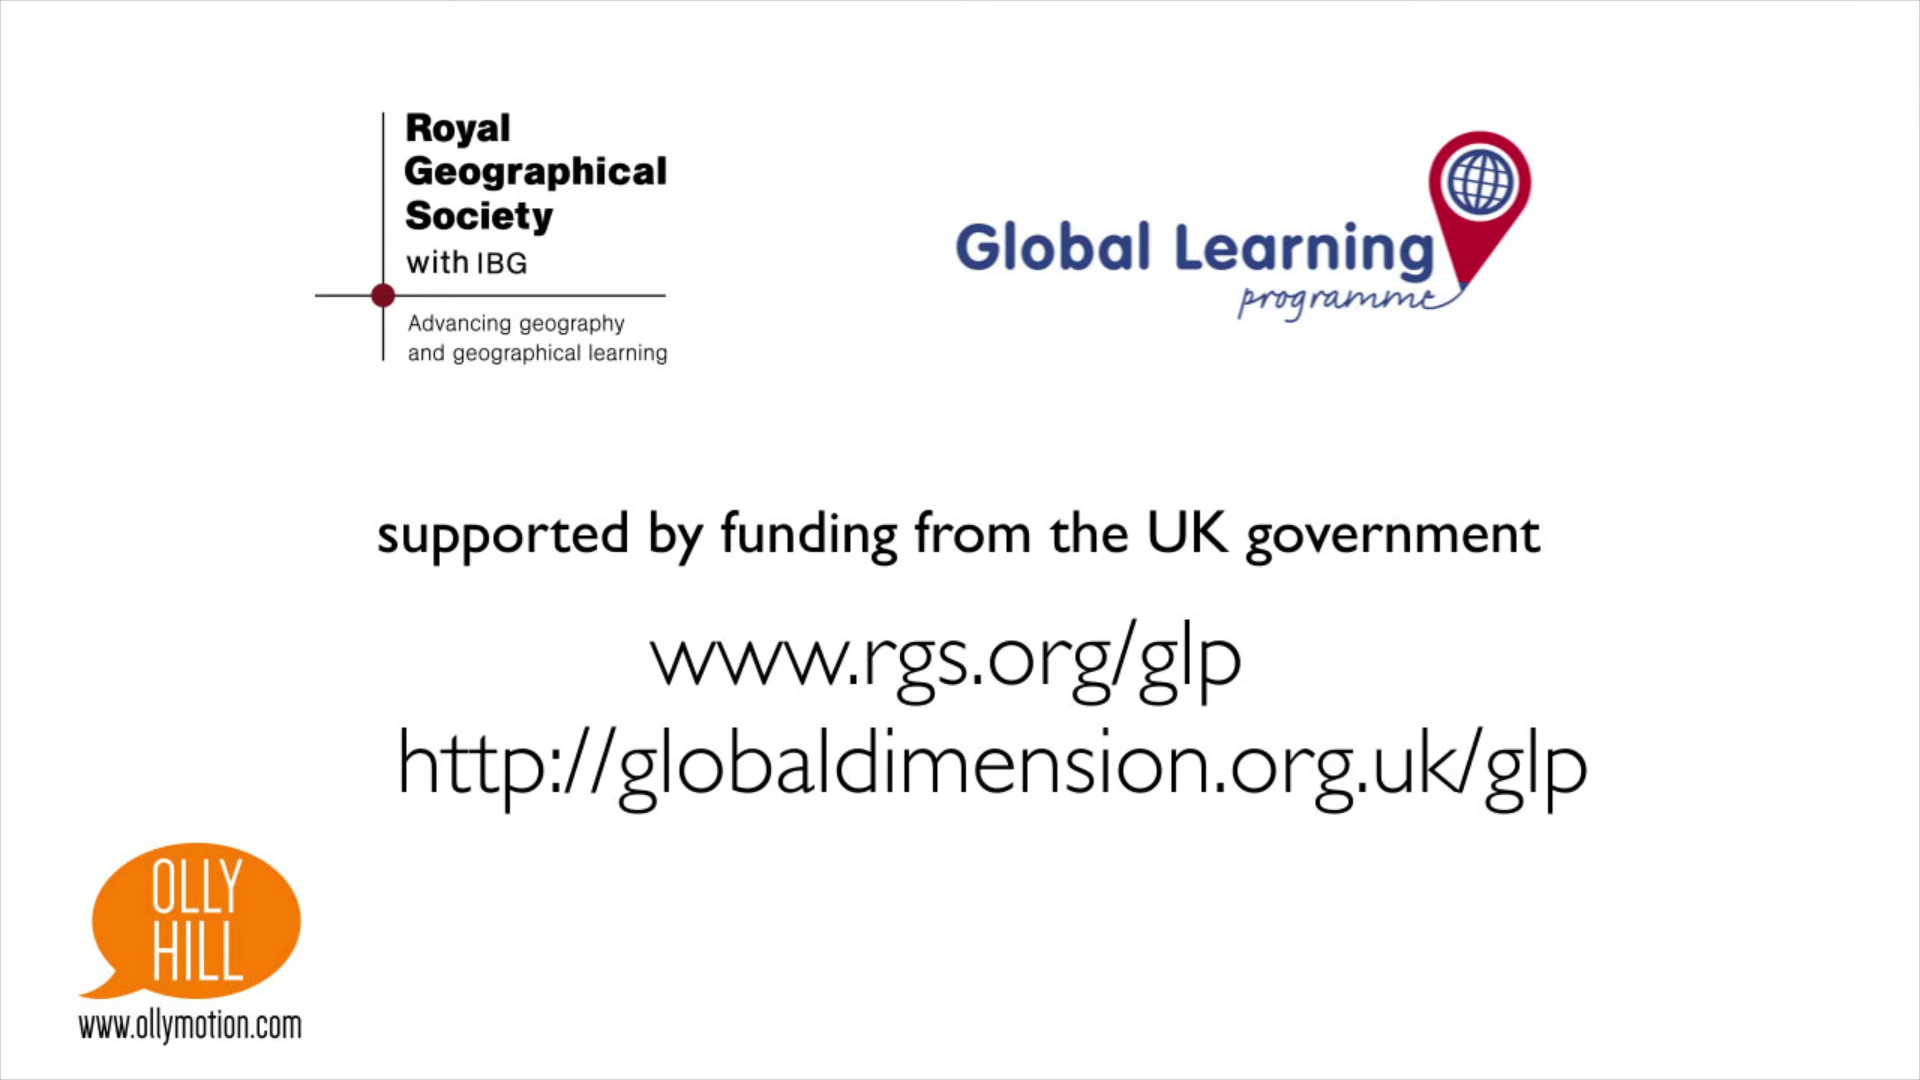 Royal
Geographical
Society
with IBG
Advancing geography
and geographical learning
Global Learning
programme
supported by funding from the UK government
www.rgs.org/glp
http://globaldimension.org.uk/glp
OLLY
HILL
www.ollymotion.com